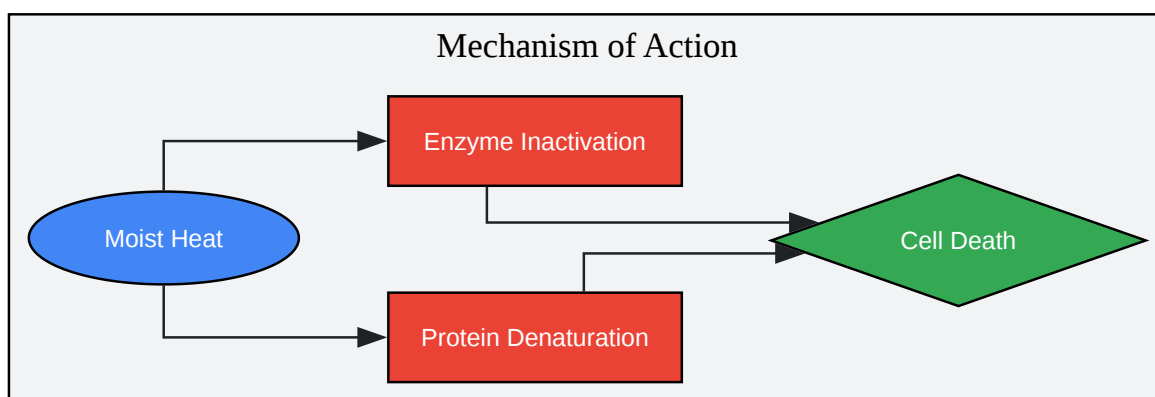 Mechanism of Action
Enzyme Inactivation
Moist Heat
Cell Death
Protein Denaturation